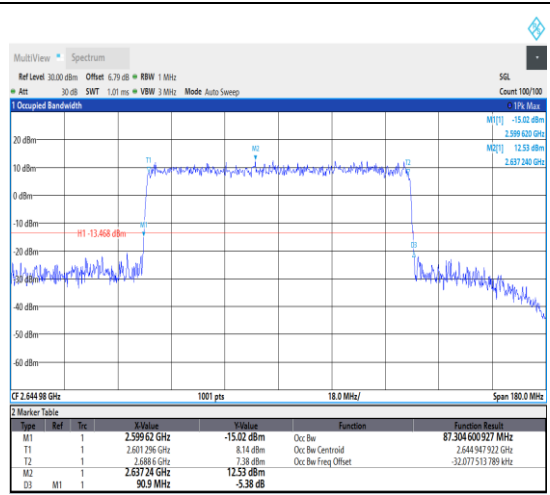 MultiView Spectrum
Ref Level 30.00 dBm Offset 6.79 dB RBW 1 MHz SGL
Att 30 dB SWT 1.01 ms VBW 3 MHz Mode Auto Sweep Count 100/100
1 Occupied Bandwidth 1Pk Max
M1[1] -15.02 dBm
2.599 620 GHz
M2[1] 12.53 dBm
2.637 240 GHz
M2
20 dBm
T1
T2
10 dBm
0 dBm
-10 dBm
M1
H1 -13.468 dBm
D3
-20 dBm
-30 dBm
-40 dBm
-50 dBm
-60 dBm
CF 2.644 98 GHz 1001 pts 18.0 MHz/ Span 180.0 MHz
2 Marker Table
Type Ref Trc X-Value Y-Value Function Function Result
M1 1 2.599 62 GHz -15.02 dBm Occ Bw 87.304 600 927 MHz
T1 1 2.601 296 GHz 8.14 dBm Occ Bw Centroid 2.644 947 922 GHz
T2 1 2.688 6 GHz 7.38 dBm Occ Bw Freq Offset -32.077 513 789 kHz
M2 1 2.637 24 GHz 12.53 dBm
D3 M1 1 90.9 MHz -5.38 dB